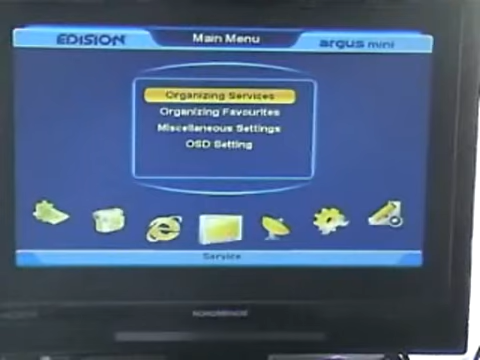 EDISION
Main Menu
argus mini
Organizing Services
Organizing Favourites
Miscellaneous Settings
OSD Setting
Service